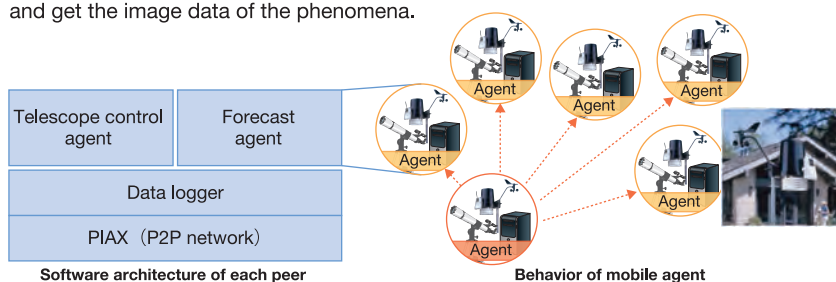 and get the image data of the phenomena.
Telescope control
agent
Forecast
agent
Data logger
PIAX（P2P network）
Software architecture of each peer
Agent
Agent
Agent
Agent
Agent
Agent
Behavior of mobile agent